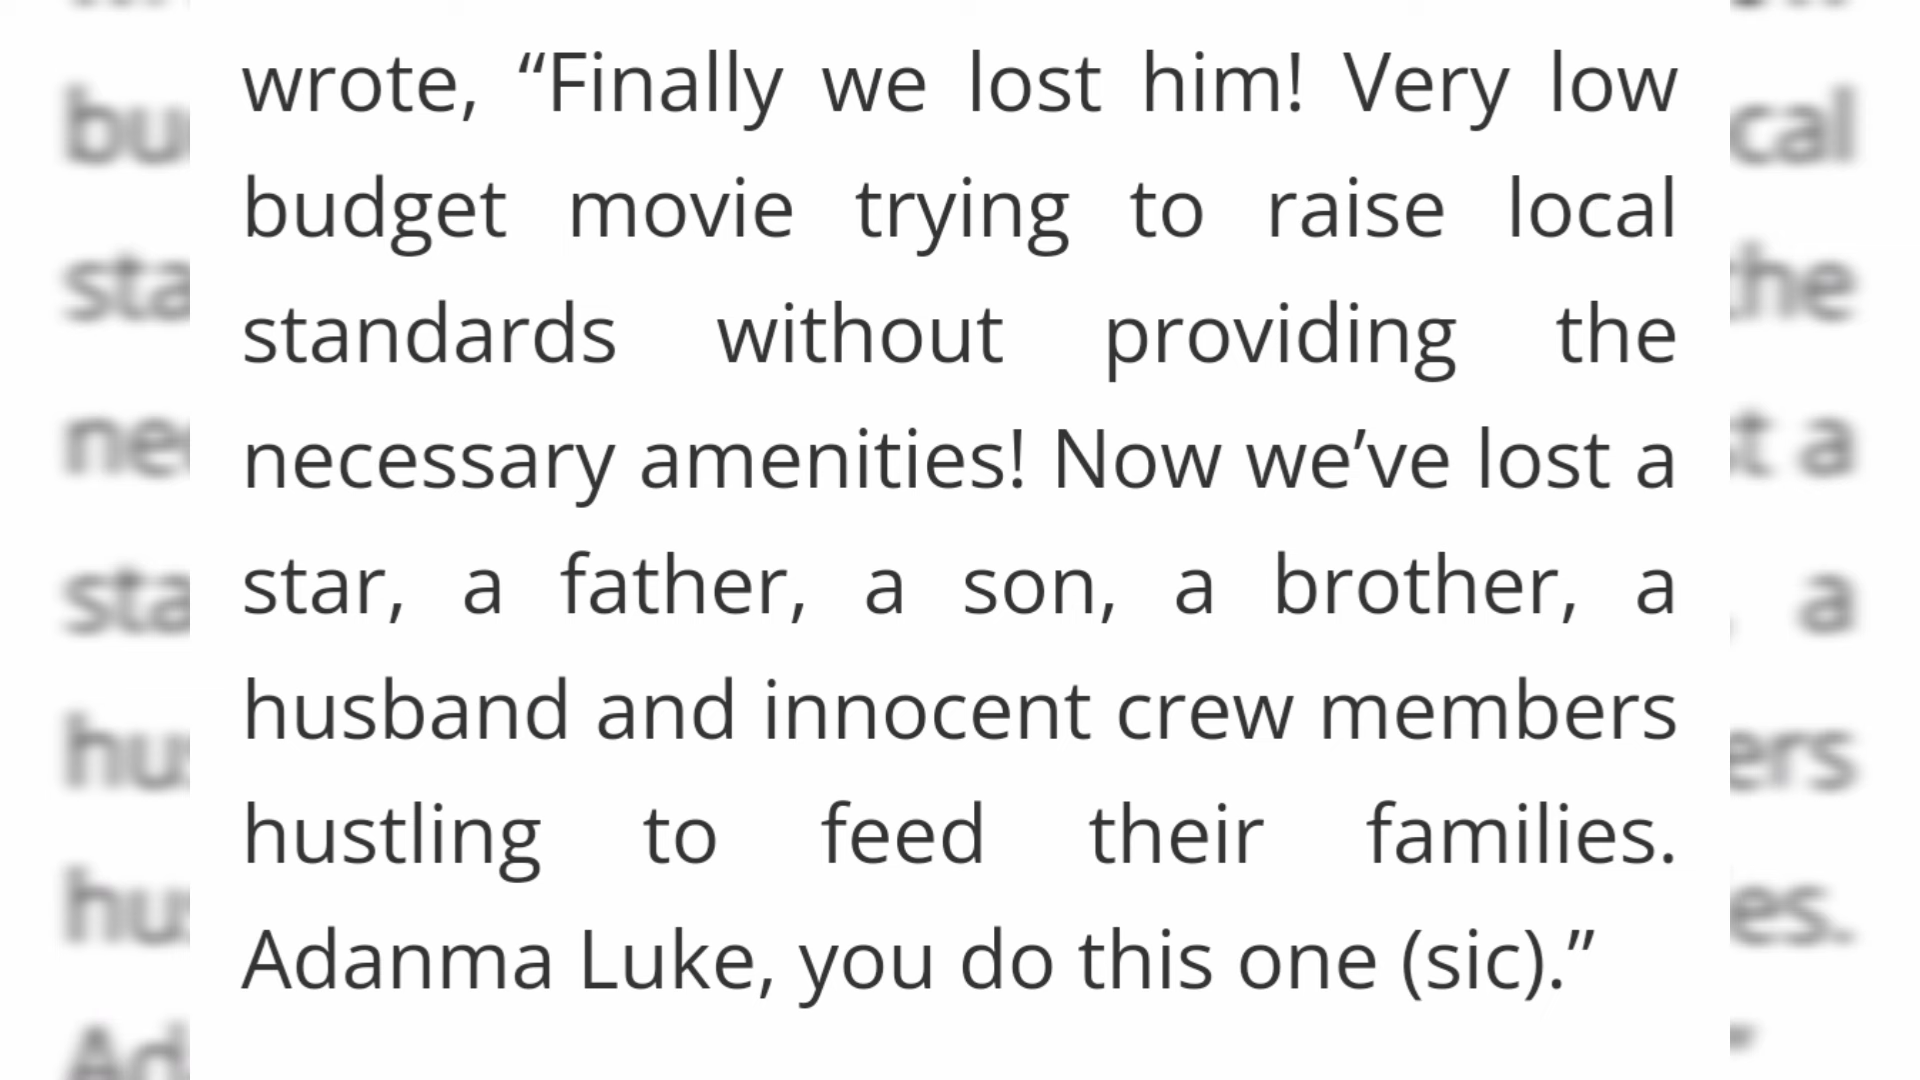 wrote, “Finally we lost him! Very low
budget movie trying to raise local
standards without providing the
necessary amenities! Now we’ve lost a
star, a father, a son, a brother, a
husband and innocent crew members
hustling to feed their families.
Adanma Luke, you do this one (sic).”